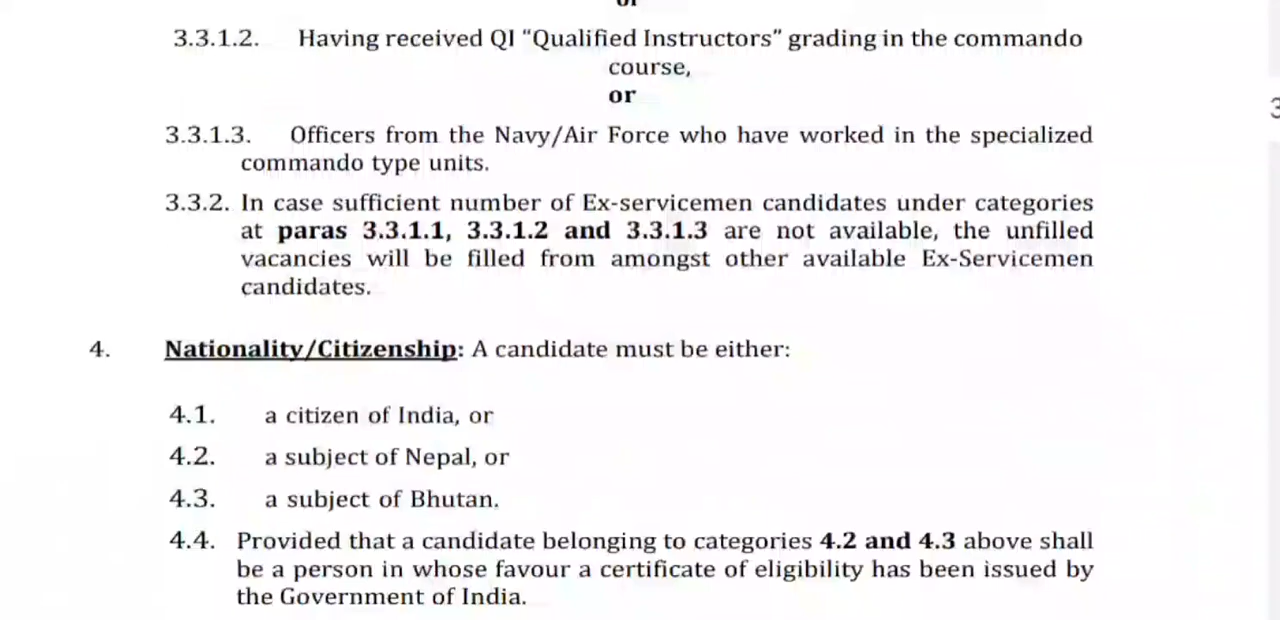 or
3.3.1.2. Having received QI “Qualified Instructors” grading in the commando
course,
or
3.3.1.3. Officers from the Navy/Air Force who have worked in the specialized
commando type units.
3.3.2. In case sufficient number of Ex-servicemen candidates under categories
at paras 3.3.1.1, 3.3.1.2 and 3.3.1.3 are not available, the unfilled
vacancies will be filled from amongst other available Ex-Servicemen
candidates.
4. Nationality/Citizenship: A candidate must be either:
4.1. a citizen of India, or
4.2. a subject of Nepal, or
4.3. a subject of Bhutan.
4.4. Provided that a candidate belonging to categories 4.2 and 4.3 above shall
be a person in whose favour a certificate of eligibility has been issued by
the Government of India.